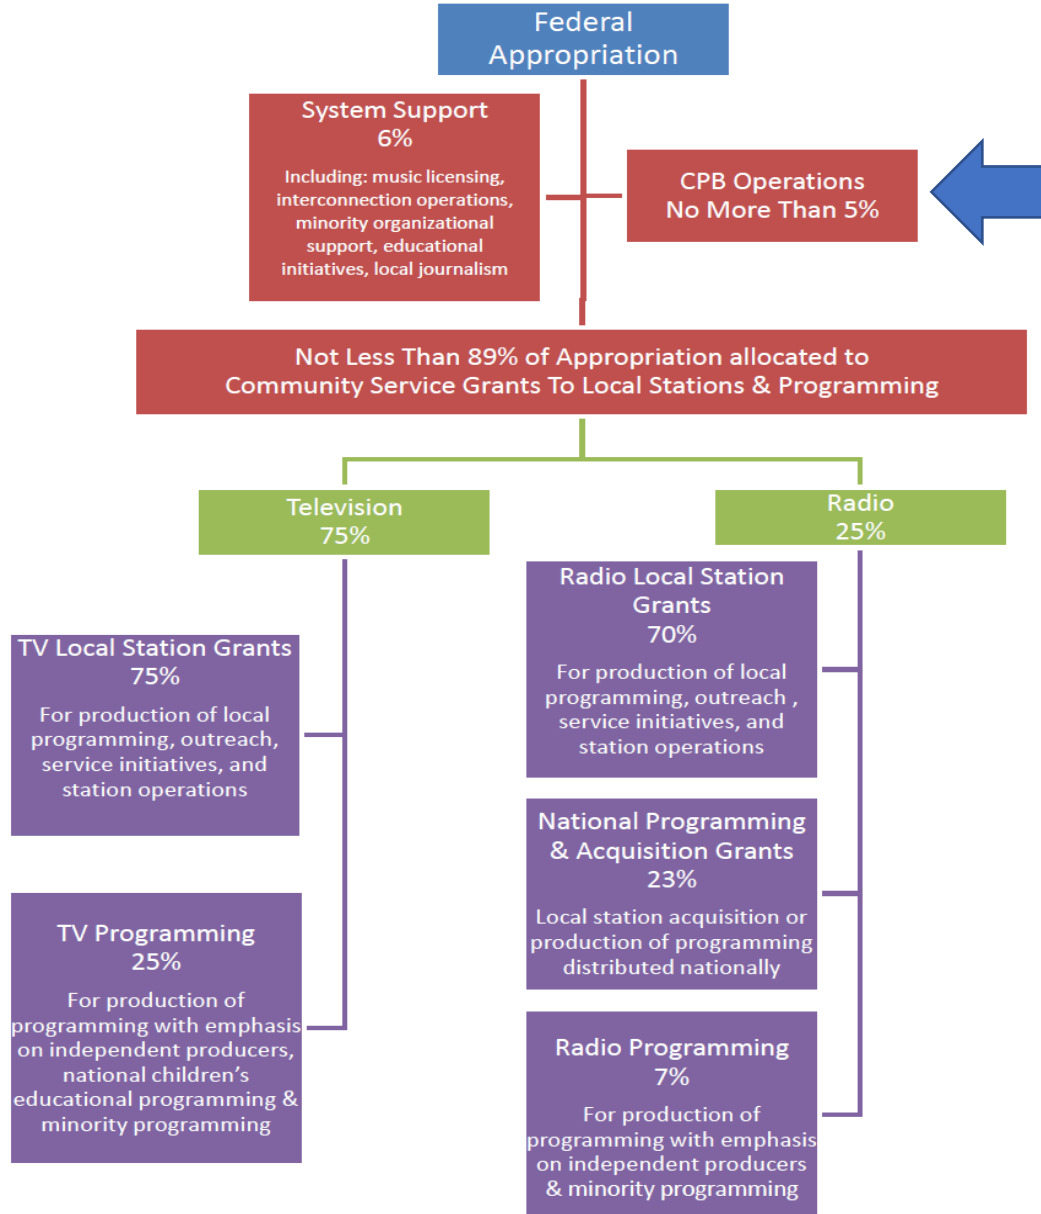 Federal
Appropriation
System Support
6%
Including: music licensing,
interconnection operations,
minority organizational
support, educational
initiatives, local journalism
CPB Operations
No More Than 5%
Not Less Than 89% of Appropriation allocated to
Community Service Grants To Local Stations & Programming
Television
75%
Radio
25%
TV Local Station Grants
75%
For production of local
programming, outreach,
service initiatives, and
station operations
TV Programming
25%
For production of
programming with emphasis
on independent producers,
national children’s
educational programming &
minority programming
Radio Local Station
Grants
70%
For production of local
programming, outreach ,
service initiatives, and
station operations
National Programming
& Acquisition Grants
23%
Local station acquisition or
production of programming
distributed nationally
Radio Programming
7%
For production of
programming with emphasis
on independent producers
& minority programming